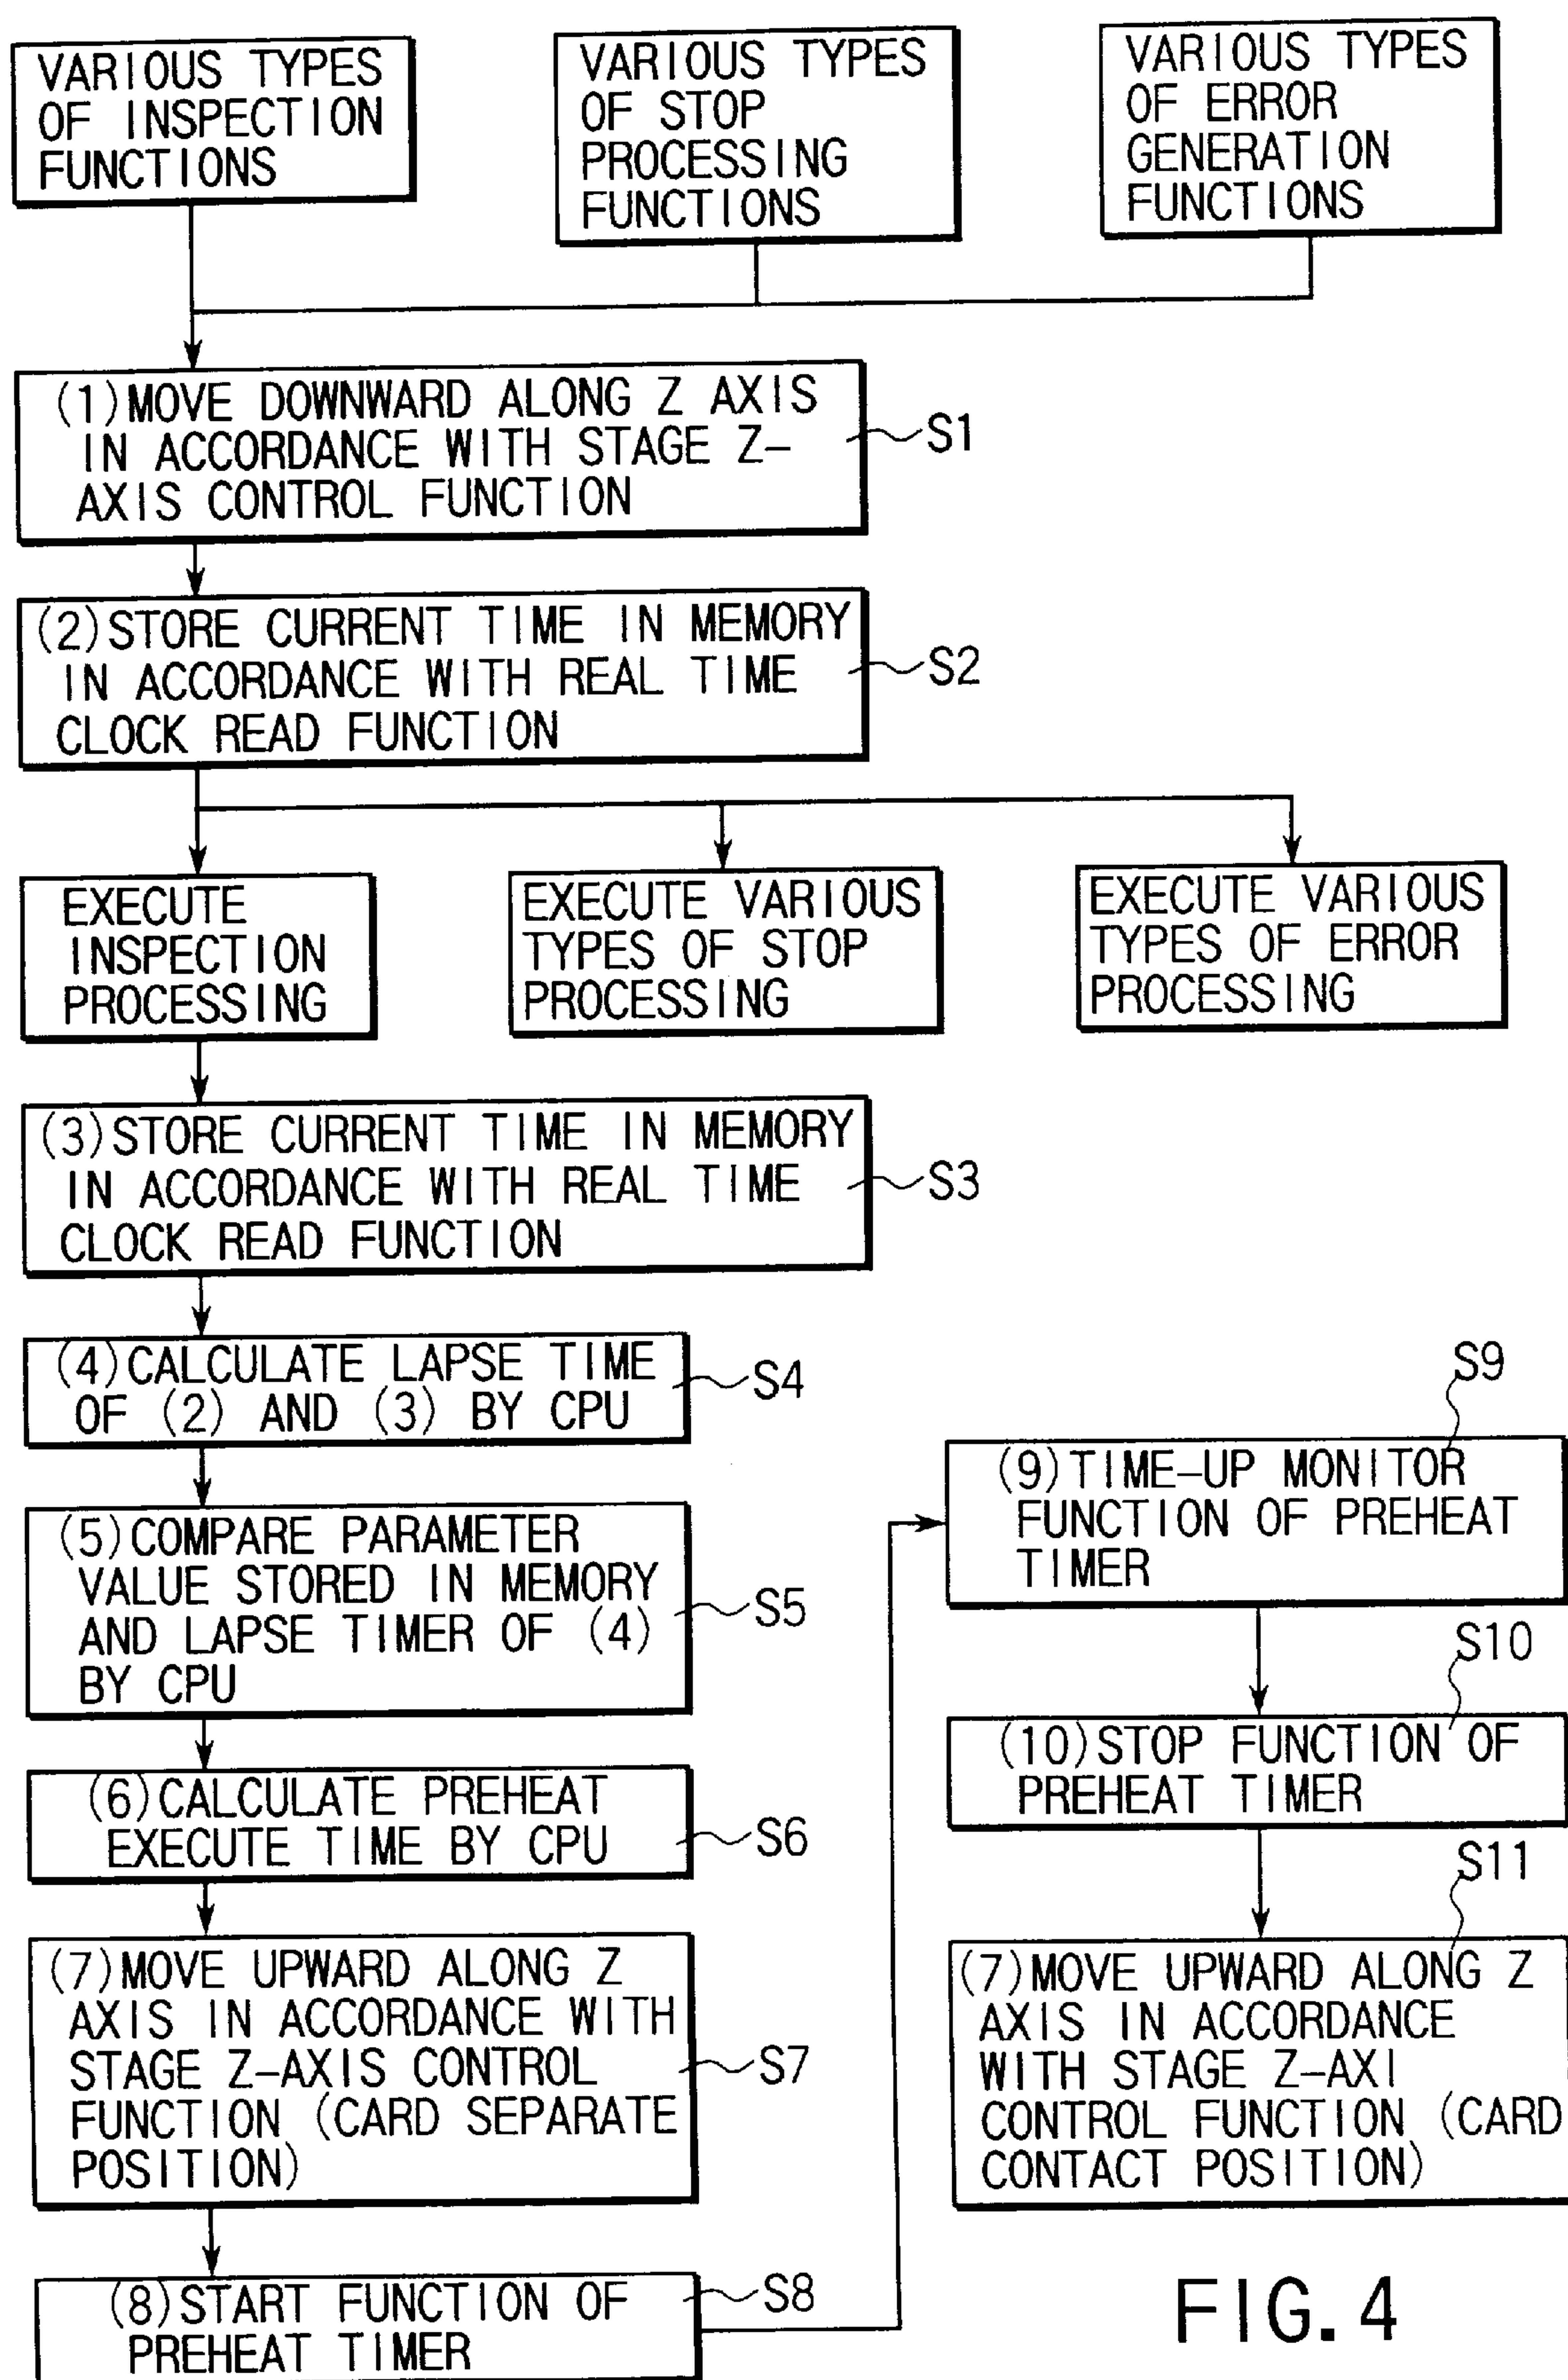 VARIOUS TYPES
OF INSPECTION
FUNCTIONS
VARIOUS TYPES
OF STOP
PROCESSING
FUNCTIONS
VARIOUS TYPES
OF ERROR
GENERATION
FUNCTIONS
(1)MOVE DOWNWARD ALONG Z AXIS
IN ACCORDANCE WITH STAGE Z-
AXIS CONTROL FUNCTION
S1
(2)STORE CURRENT TIME IN MEMORY
IN ACCORDANCE WITH REAL TIME
CLOCK READ FUNCTION
S2
EXECUTE
INSPECTION
PROCESSING
EXECUTE VARIOUS
TYPES OF STOP
PROCESSING
EXECUTE VARIOUS
TYPES OF ERROR
PROCESSING
(3)STORE CURRENT TIME IN MEMORY
IN ACCORDANCE WITH REAL TIME
CLOCK READ FUNCTION
S3
(4)CALCULATE LAPSE TIME
OF (2) AND (3) BY CPU
S4
(5)COMPARE PARAMETER
VALUE STORED IN MEMORY
AND LAPSE TIMER OF (4)
BY CPU
S5
(6)CALCULATE PREHEAT
EXECUTE TIME BY CPU
S6
(7)MOVE UPWARD ALONG Z
AXIS IN ACCORDANCE WITH
STAGE Z-AXIS CONTROL
FUNCTION (CARD SEPARATE
POSITION)
S7
(8)START FUNCTION OF
PREHEAT TIMER
S8
S9
(9)TIME-UP MONITOR
FUNCTION OF PREHEAT
TIMER
S10
(10)STOP FUNCTION OF
PREHEAT TIMER
S11
(7)MOVE UPWARD ALONG Z
AXIS IN ACCORDANCE
WITH STAGE Z-AXI
CONTROL FUNCTION (CARD
CONTACT POSITION)
FIG. 4